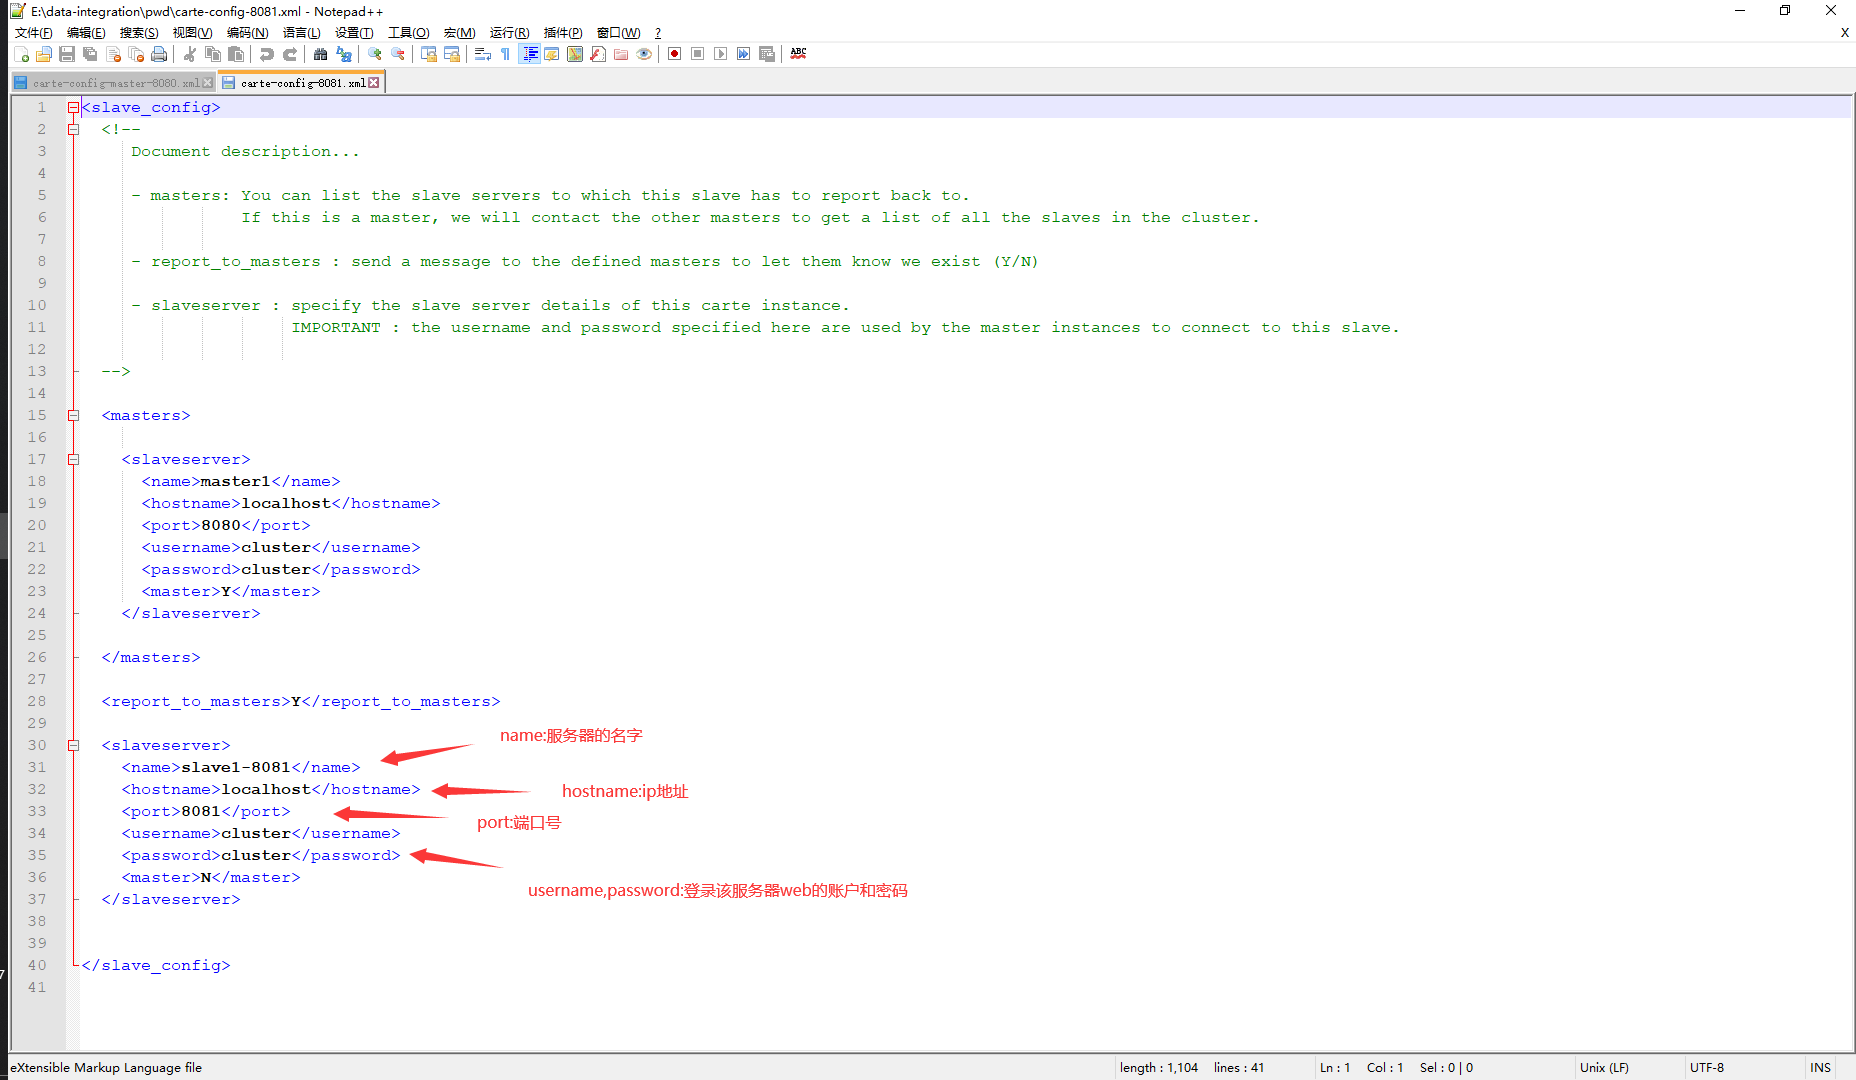 E:\data-integration\pwd\carte-config-8081.xml - Notepad++
文件(F) 编辑(E) 搜索(S) 视图(V) 编码(N) 语言(L) 设置(T) 工具(O) 宏(M) 运行(R) 插件(P) 窗口(W) ? X
ABC
carte-config-master-8080.xml carte-config-8081.xml
1 <slave_config>
2 <!--
3 Document description...
4
5 - masters: You can list the slave servers to which this slave has to report back to.
6 If this is a master, we will contact the other masters to get a list of all the slaves in the cluster.
7
8 - report_to_masters : send a message to the defined masters to let them know we exist (Y/N)
9
10 - slaveserver : specify the slave server details of this carte instance.
11 IMPORTANT : the username and password specified here are used by the master instances to connect to this slave.
12
13 -->
14
15 <masters>
16
17 <slaveserver>
18 <name>master1</name>
19 <hostname>localhost</hostname>
20 <port>8080</port>
21 <username>cluster</username>
22 <password>cluster</password>
23 <master>Y</master>
24 </slaveserver>
25
26 </masters>
27
28 <report_to_masters>Y</report_to_masters>
29
name:服务器的名字
30 <slaveserver>
31 <name>slave1-8081</name>
32 <hostname>localhost</hostname>
hostname:ip地址
33 <port>8081</port>
port:端口号
34 <username>cluster</username>
35 <password>cluster</password>
36 <master>N</master>
username,password:登录该服务器web的账户和密码
37 </slaveserver>
38
39
40 </slave_config>
41
eXtensible Markup Language file length : 1,104 lines : 41 Ln : 1 Col : 1 Sel : 0 | 0 Unix (LF) UTF-8 INS